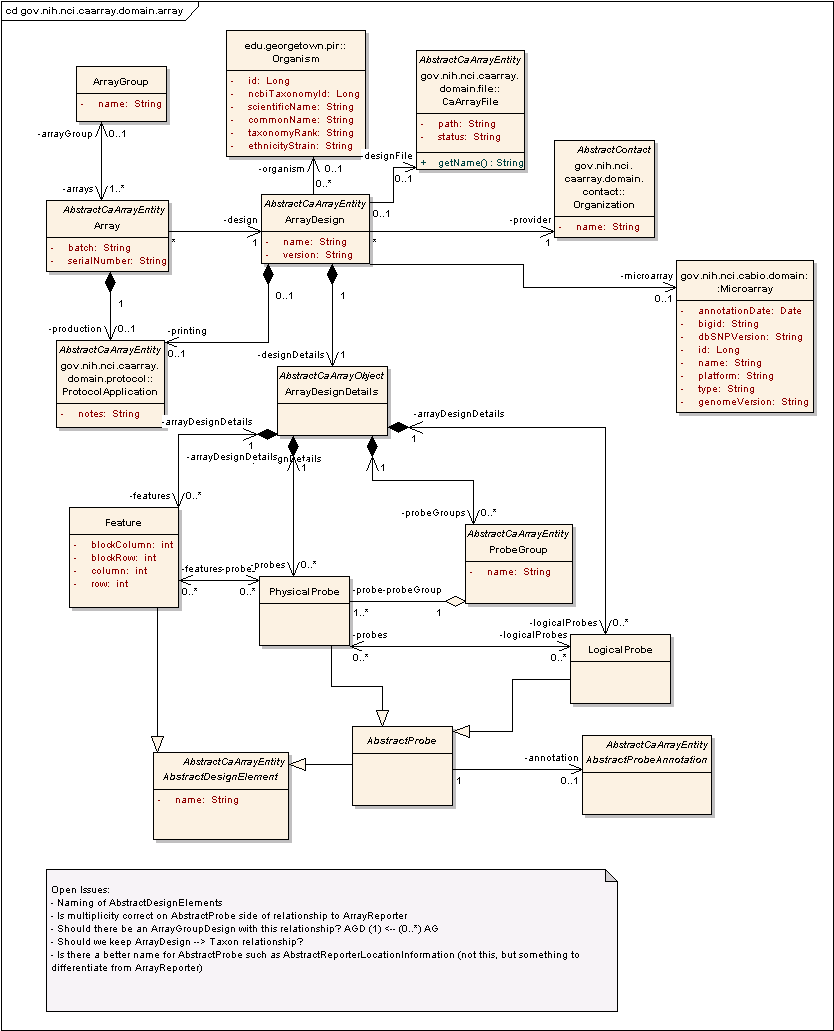 cd gov.nih.nci.caarray.domain.array
edu.georgetown.pir::
Organism
- id: Long
- ncbiTaxonomyId: Long
- scientificName: String
- commonName: String
- taxonomyRank: String
- ethnicityStrain: String
AbstractCaArrayEntity
gov.nih.nci.caarray.
domain.file::
CaArrayFile
- path: String
- status: String
+ getName() : String
ArrayGroup
- name: String
-arrayGroup
0..1
-arrays
1..*
-organism
0..1
0..*
designFile
0..1
0..1
AbstractContact
gov.nih.nci.
caarray.domain.
contact::
Organization
- name: String
AbstractCaArrayEntity
Array
- batch: String
- serialNumber: String
-design
*
1
AbstractCaArrayEntity
ArrayDesign
- name: String
- version: String
-provider
*
1
-microarray
0..1
gov.nih.nci.cabio.domain:
:Microarray
- annotationDate: Date
- bigid: String
- dbSNPVersion: String
- id: Long
- name: String
- platform: String
- type: String
- genomeVersion: String
1
0..1
1
-production
0..1
-printing
0..1
AbstractCaArrayEntity
gov.nih.nci.caarray.
domain.protocol::
ProtocolApplication
- notes: String
-designDetails
1
AbstractCaArrayObject
ArrayDesignDetails
-arrayDesignDetails
1
-arrayDesignDetails
1
gnDetails
1
-arrayDesignDetails
1
-features
0..*
-probeGroups
0..*
Feature
- blockColumn: int
- blockRow: int
- column: int
- row: int
-probes
0..*
-features
-probe
0..*
0..*
PhysicalProbe
AbstractCaArrayEntity
ProbeGroup
- name: String
-probe
-probeGroup
1..*
1
-logicalProbes
0..*
-probes
-logicalProbes
0..*
0..*
LogicalProbe
AbstractProbe
AbstractCaArrayEntity
AbstractDesignElement
- name: String
-annotation
1
0..1
AbstractCaArrayEntity
AbstractProbeAnnotation
Open Issues:
- Naming of AbstractDesignElements
- Is multiplicity correct on AbstractProbe side of relationship to ArrayReporter
- Should there be an ArrayGroupDesign with this relationship? AGD (1) <-- (0..*) AG
- Should we keep ArrayDesign --> Taxon relationship?
- Is there a better name for AbstractProbe such as AbstractReporterLocationInformation (not this, but something to
differentiate from ArrayReporter)